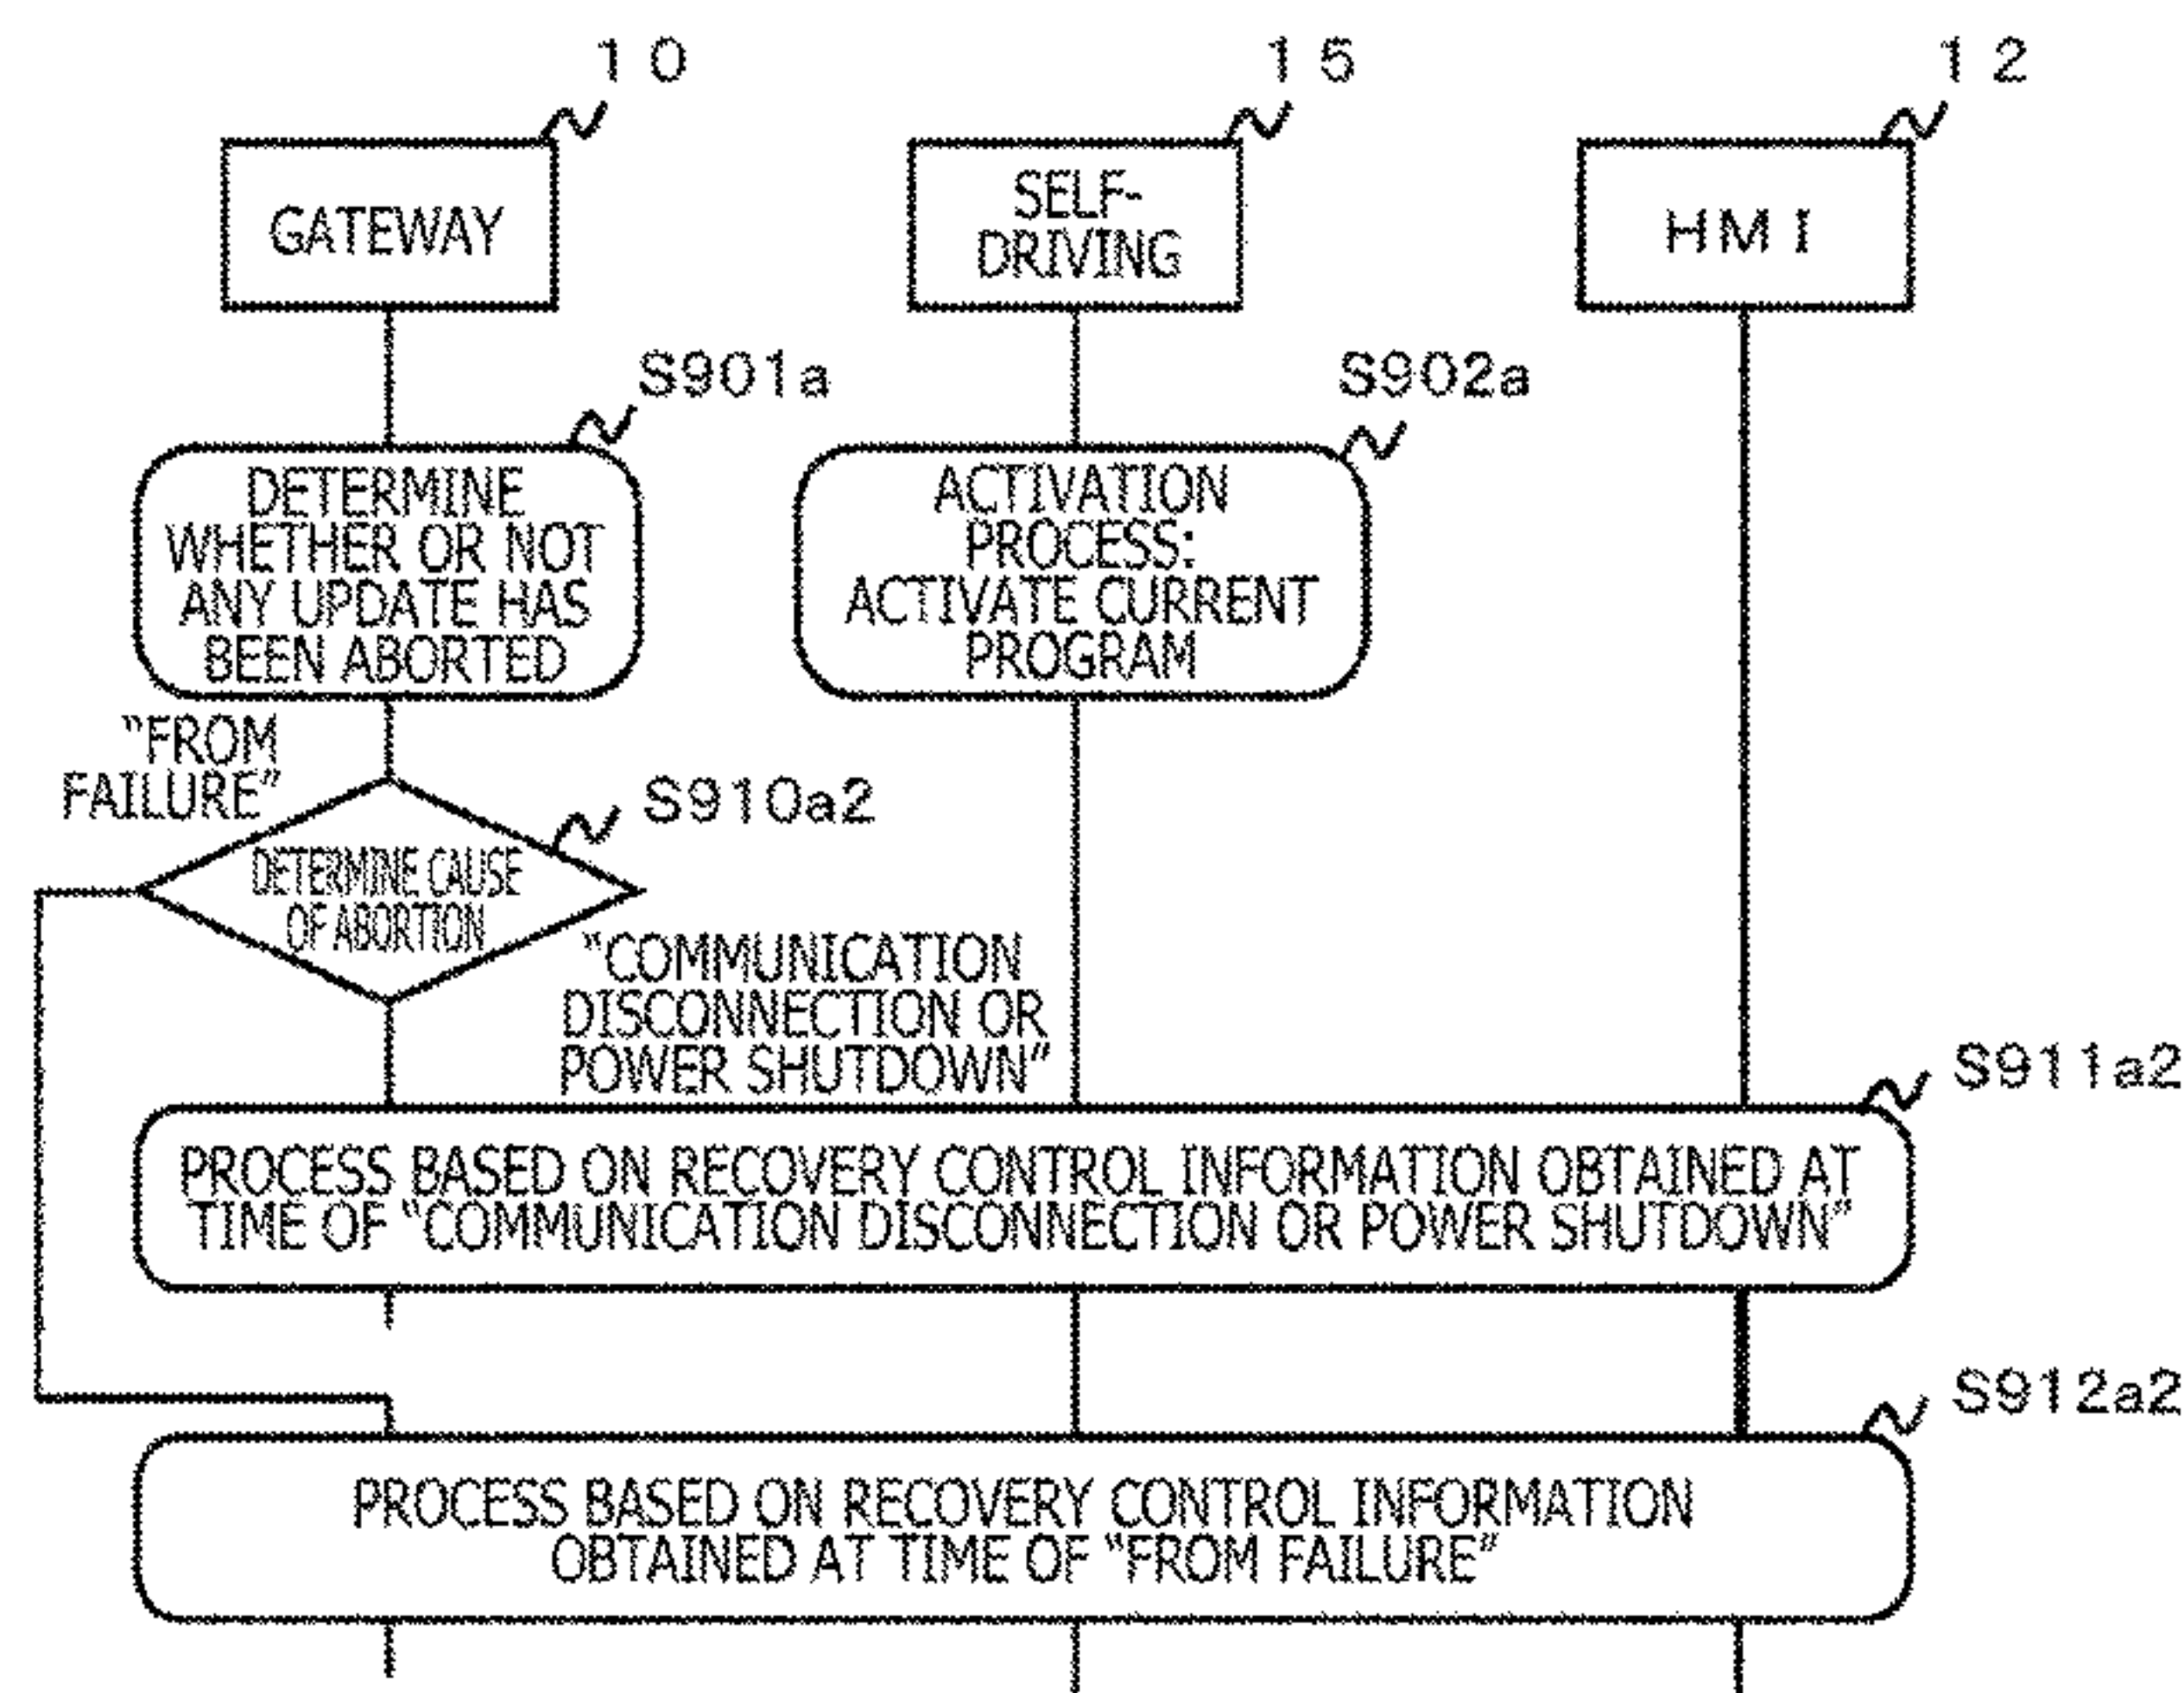 10
15
12
GATEWAY
SELF-
DRIVING
HMI
S901a
S902a
DETERMINE
WHETHER OR NOT
ANY UPDATE HAS
BEEN ABORTED
ACTIVATION
PROCESS:
ACTIVATE CURRENT
PROGRAM
"FROM
FAILURE"
S910a2
DETERMINE CAUSE
OF ABORTION
"COMMUNICATION
DISCONNECTION OR
POWER SHUTDOWN"
S911a2
PROCESS BASED ON RECOVERY CONTROL INFORMATION OBTAINED AT
TIME OF "COMMUNICATION DISCONNECTION OR POWER SHUTDOWN"
S912a2
PROCESS BASED ON RECOVERY CONTROL INFORMATION
OBTAINED AT TIME OF "FROM FAILURE"